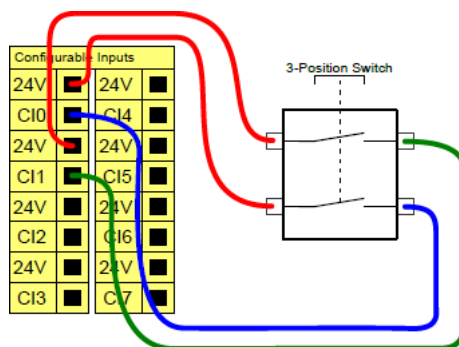 Configurable Inputs
3-Position Switch
24V 24V
CI0 CI4
24V 24V
CI1 CI5
24V 24V
CI2 CI6
24V 24V
CI3 CI7